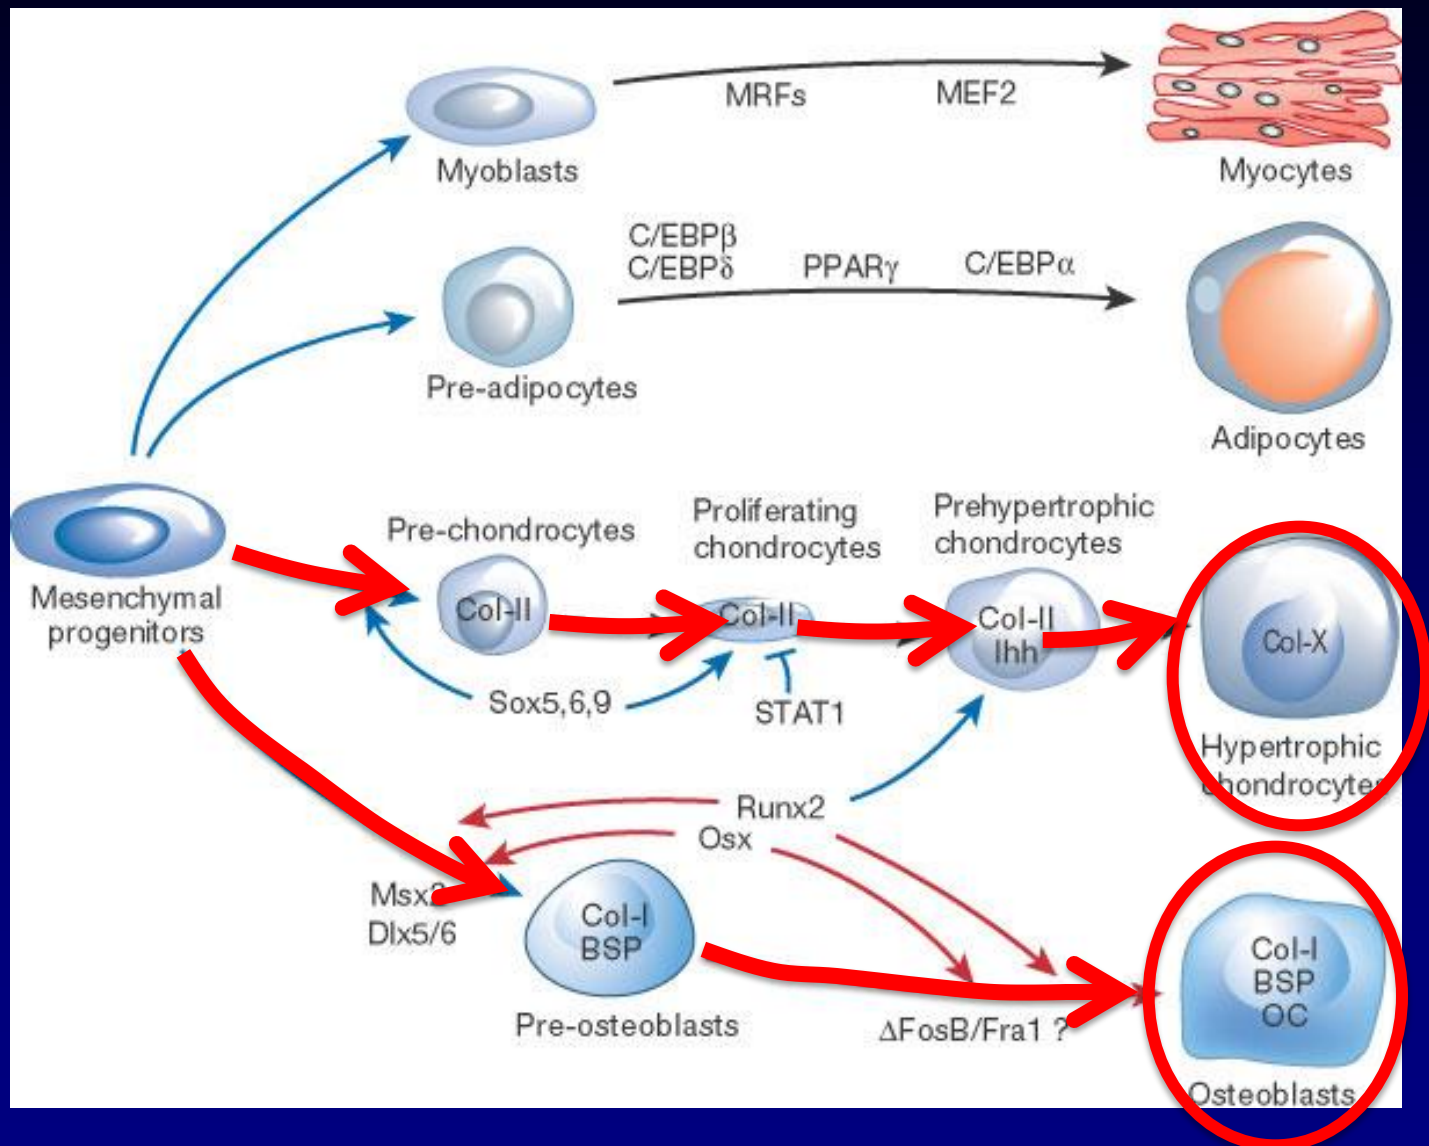 MRFs
MEF2
Myoblasts
Myocytes
C/EBPβ
C/EBPδ
PPARγ
C/EBPα
Pre-adipocytes
Adipocytes
Mesenchymal
progenitors
Pre-chondrocytes
Col-II
Proliferating
chondrocytes
Col-II
Prehypertrophic
chondrocytes
Col-II
Ihh
Col-X
Hypertrophic
chondrocytes
Sox5,6,9
STAT1
Runx2
Osx
Msx2
Dlx5/6
Col-I
BSP
Pre-osteoblasts
ΔFosB/Fra1 ?
Col-I
BSP
OC
Osteoblasts